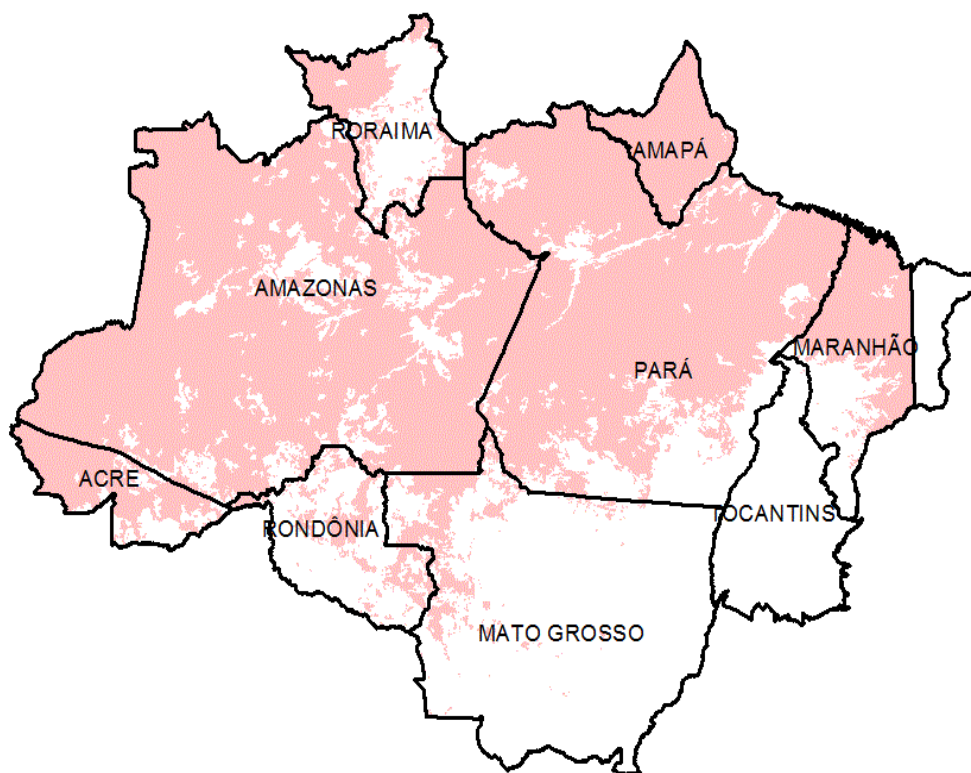 RORAIMA
AMAPÁ
AMAZONAS
MARANHÃO
PARÁ
ACRE
TOCANTINS
RONDÔNIA
MATO GROSSO